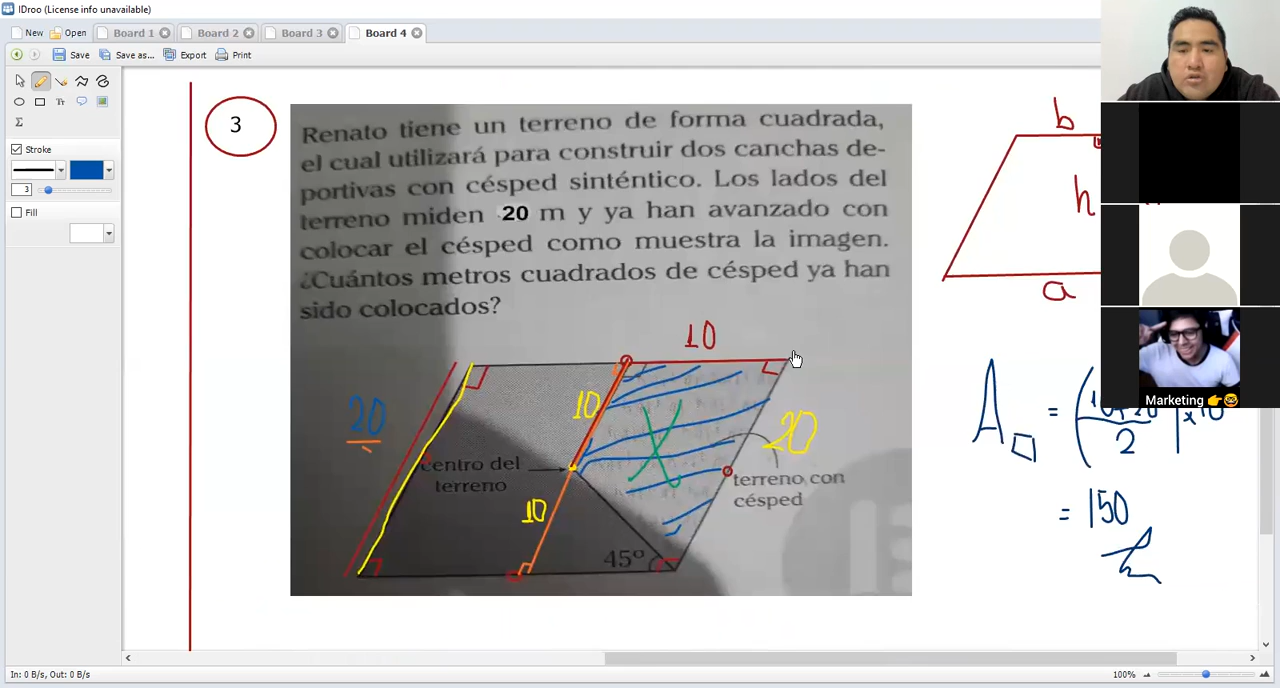 IDroo (License info unavailable)
New Open Board 1 Board 2 Board 3 Board 4
Save Save as... Export Print
Tr
Σ
Stroke
3
Fill
3
Renato tiene un terreno de forma cuadrada,
el cual utilizará para construir dos canchas de-
portivas con césped sinténtico. Los lados del
terreno miden 20 m y ya han avanzado con
colocar el césped como muestra la imagen.
¿Cuántos metros cuadrados de césped ya han
sido colocados?
10
20
10
20
centro del
terreno
terreno con
césped
10
45º
b
h
a
A = 2 x10
= 150
Marketing 👉🤓
In: 0 B/s, Out: 0 B/s
100%